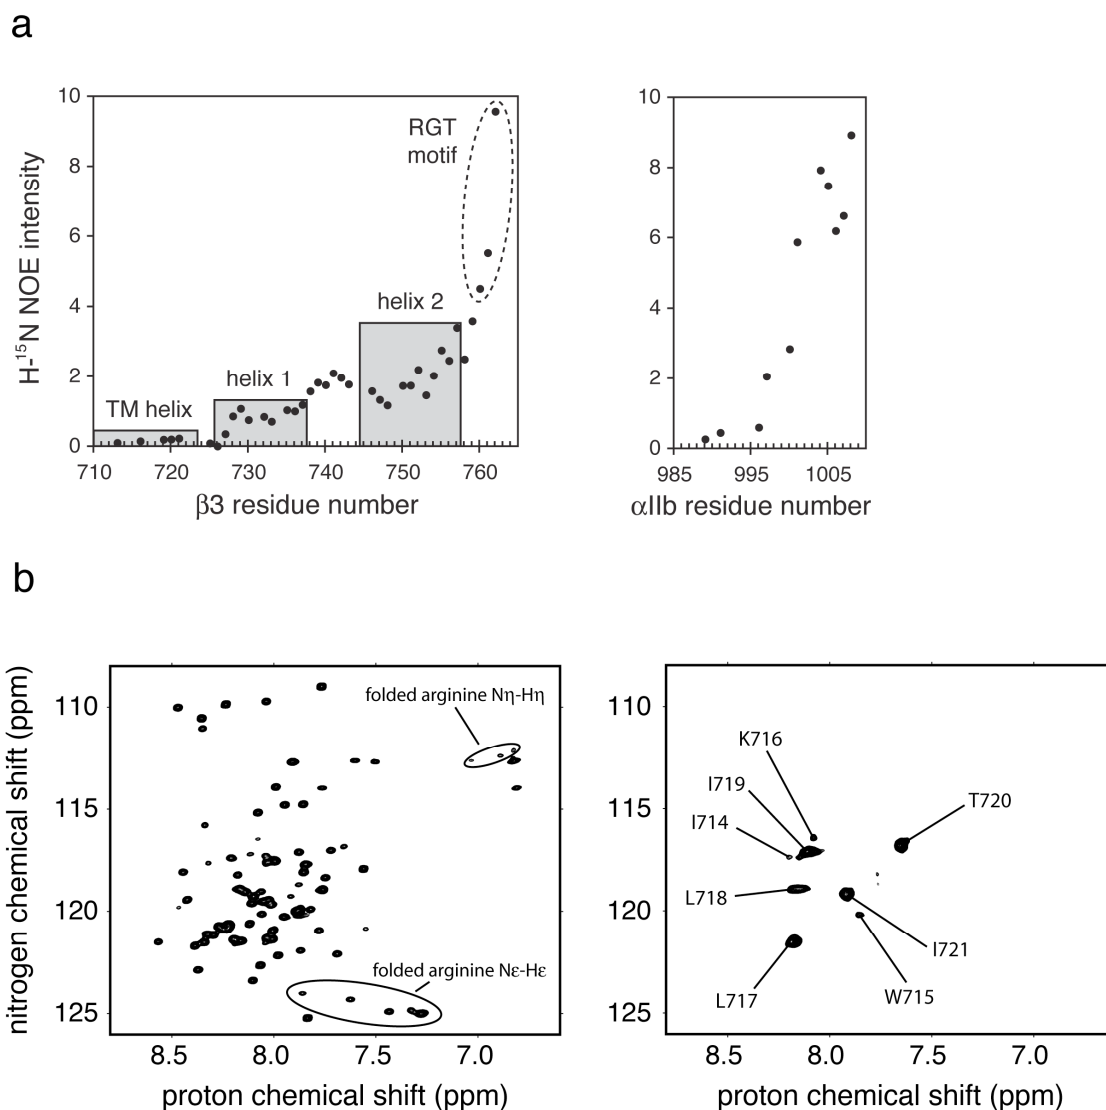 a
10
8
6
4
2
0
H-¹⁵N NOE intensity
RGT
motif
helix 2
helix 1
TM helix
710 720 730 740 750 760
β3 residue number
10
8
6
4
2
0
985 995 1005
αIIb residue number
b
nitrogen chemical shift (ppm)
110
115
120
125
folded arginine Nη-Hη
folded arginine Nε-Hε
8.5 8.0 7.5 7.0
proton chemical shift (ppm)
110
115
120
125
K716
I719
I714
T720
L718
I721
L717
W715
8.5 8.0 7.5 7.0
proton chemical shift (ppm)